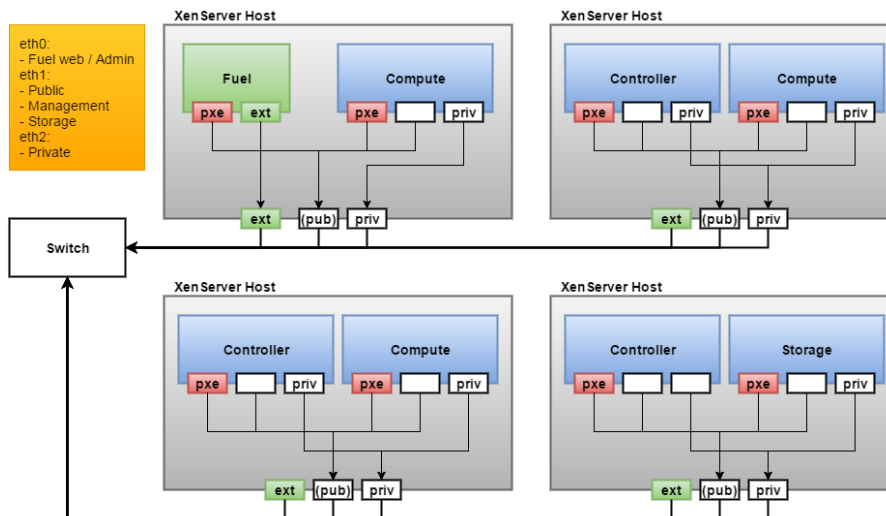 eth0:
- Fuel web / Admin
eth1:
- Public
- Management
- Storage
eth2:
- Private
XenServer Host
Fuel
Compute
pxe
ext
pxe
priv
ext
(pub)
priv
XenServer Host
Controller
Compute
pxe
priv
pxe
priv
ext
(pub)
priv
Switch
XenServer Host
Controller
Compute
pxe
priv
pxe
priv
ext
(pub)
priv
XenServer Host
Controller
Storage
pxe
pxe
priv
ext
(pub)
priv